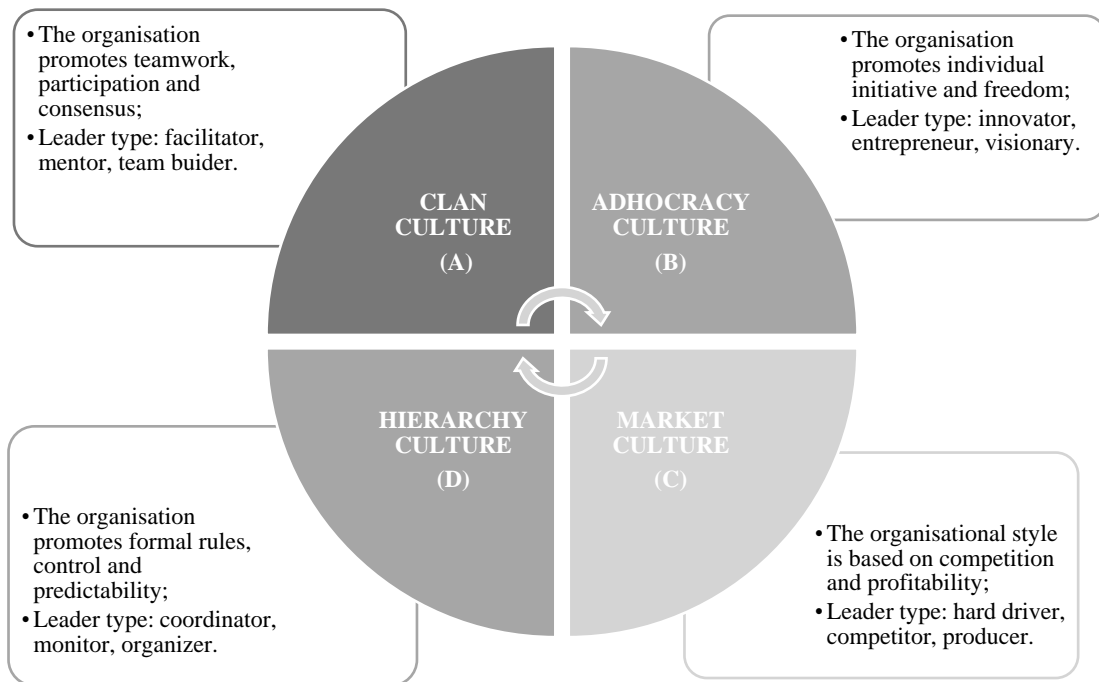 • The organisation
promotes teamwork,
participation and
consensus;
• Leader type: facilitator,
mentor, team buider.
• The organisation
promotes individual
initiative and freedom;
• Leader type: innovator,
entrepreneur, visionary.
CLAN
CULTURE
(A)
ADHOCRACY
CULTURE
(B)
HIERARCHY
CULTURE
(D)
MARKET
CULTURE
(C)
• The organisation
promotes formal rules,
control and
predictability;
• Leader type: coordinator,
monitor, organizer.
• The organisational style
is based on competition
and profitability;
• Leader type: hard driver,
competitor, producer.